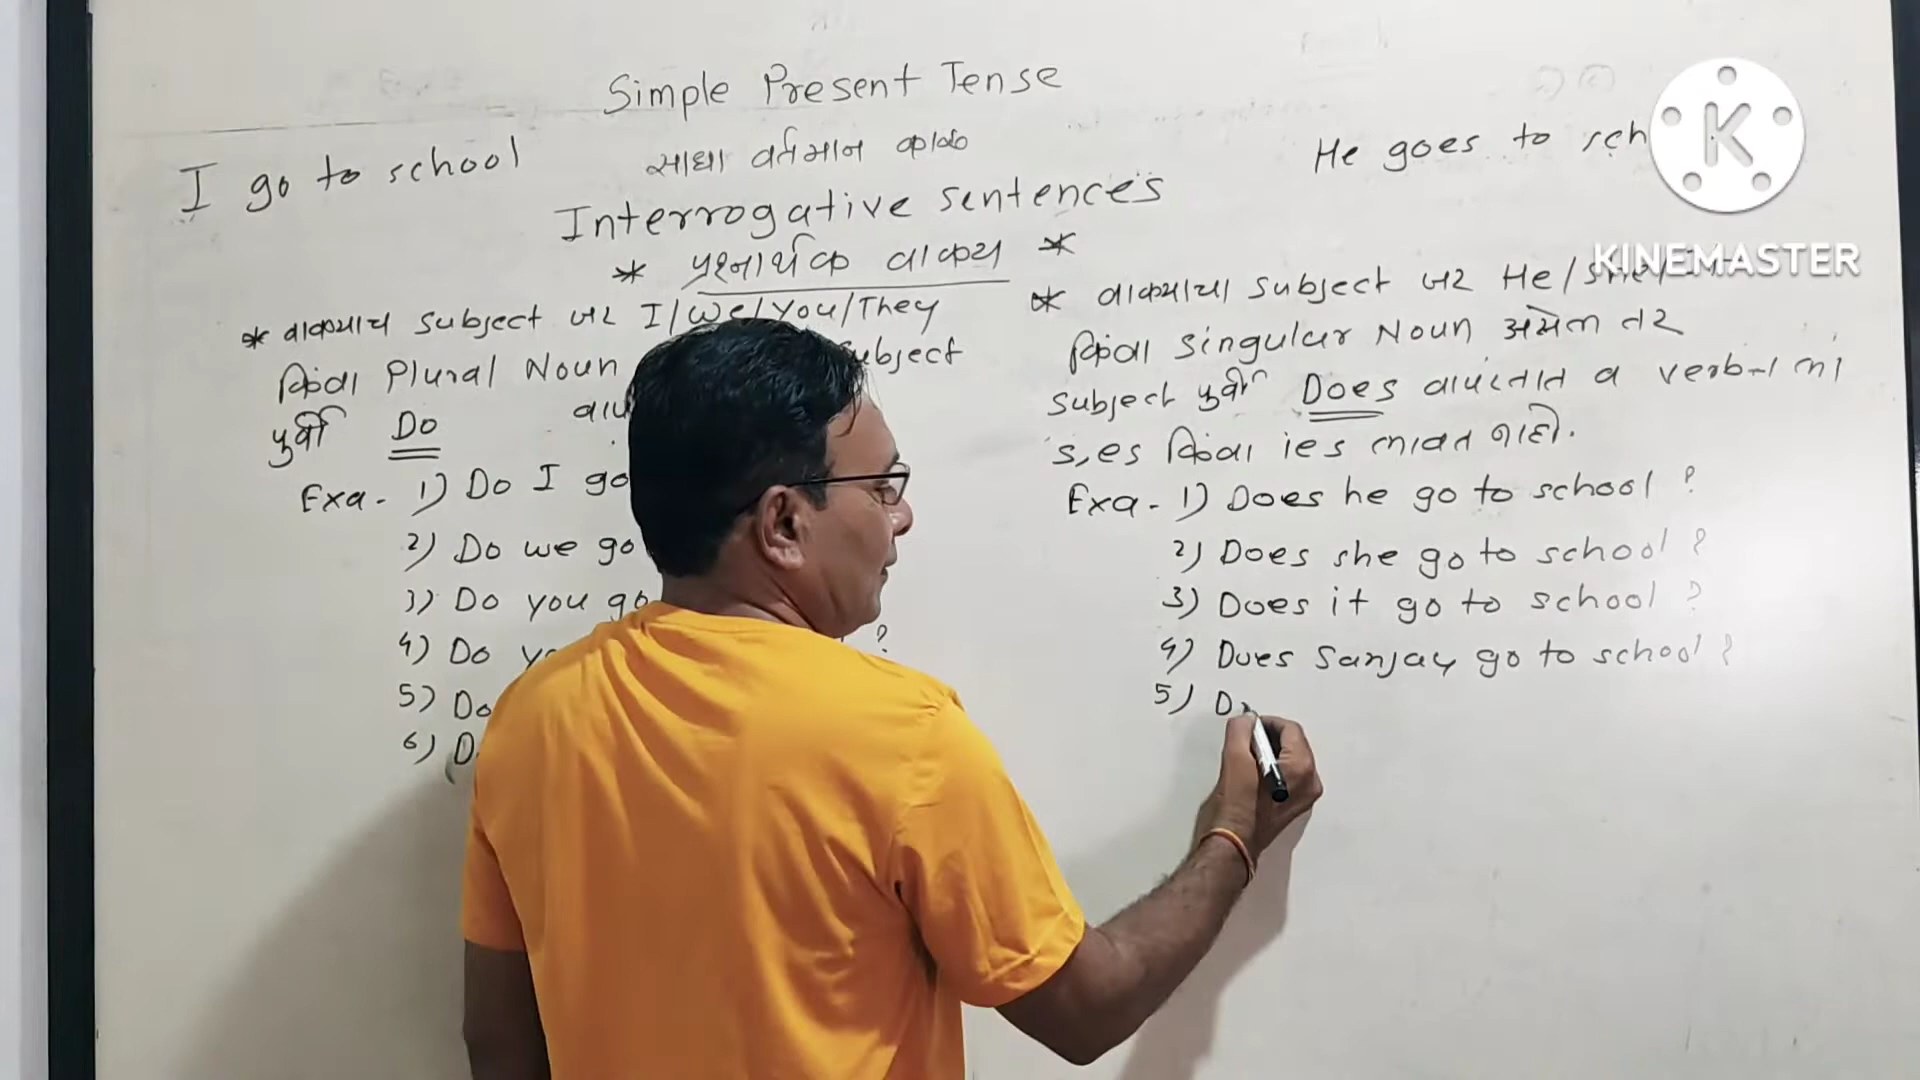 Simple Present Tense
साधा वर्तमान काळ
I go to school
He goes to sch
Interrogative sentences
* प्रश्नार्थक वाक्य *
* वाक्याचा subject जर I/We/You/They
किंवा Plural Noun
पूर्वी Do
Exa- 1) Do I go
2) Do we go
3) Do you go
4) Do ?
5) Do
6)
* वाक्याचा subject जर He/She/
किंवा singular Noun असेल तर
subject पूर्वी Does वापरतात व verb-ला
s,es किंवा ies लावत नाही.
Exa- 1) Does he go to school ?
2) Does she go to school ?
3) Does it go to school ?
4) Does Sanjay go to school ?
5) D
K
KINEMASTER